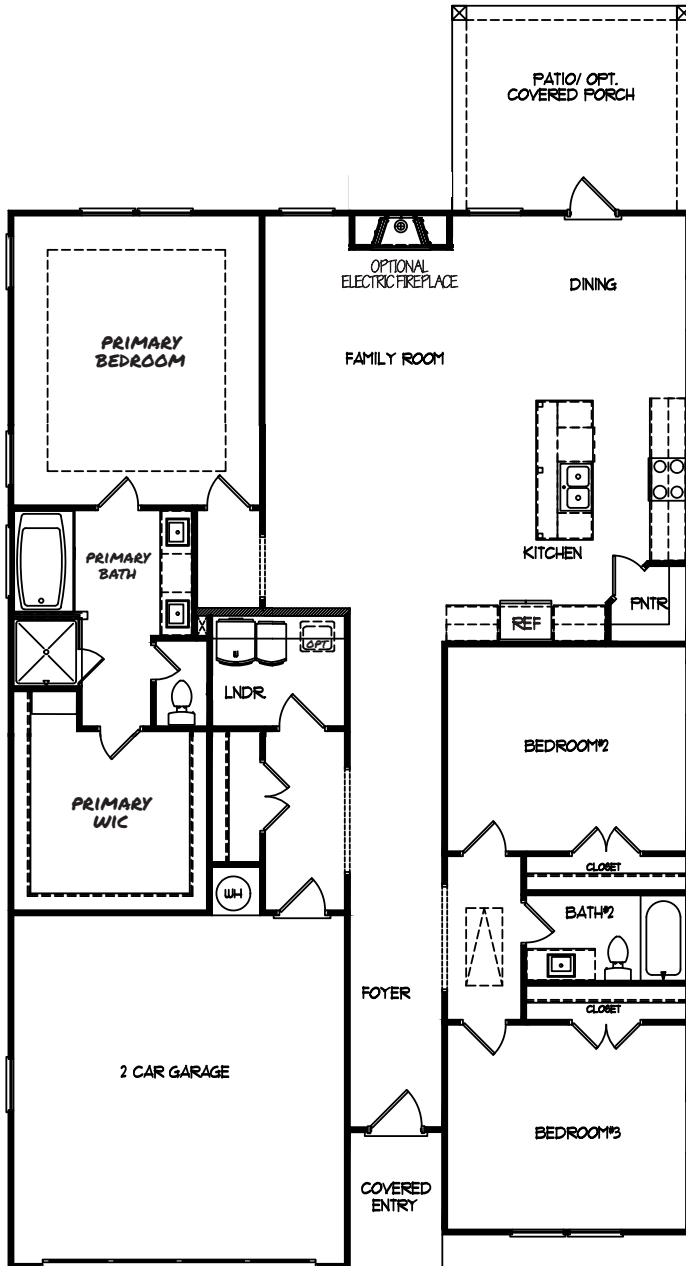 PATIO/ OPT.
COVERED PORCH
OPTIONAL
ELECTRIC FIREPLACE
DINING
PRIMARY
BEDROOM
FAMILY ROOM
KITCHEN
PRIMARY
BATH
PNTR
REF
OPT
LNDR
BEDROOM#2
PRIMARY
WIC
CLOSET
WH
BATH#2
FOYER
CLOSET
2 CAR GARAGE
BEDROOM#3
COVERED
ENTRY